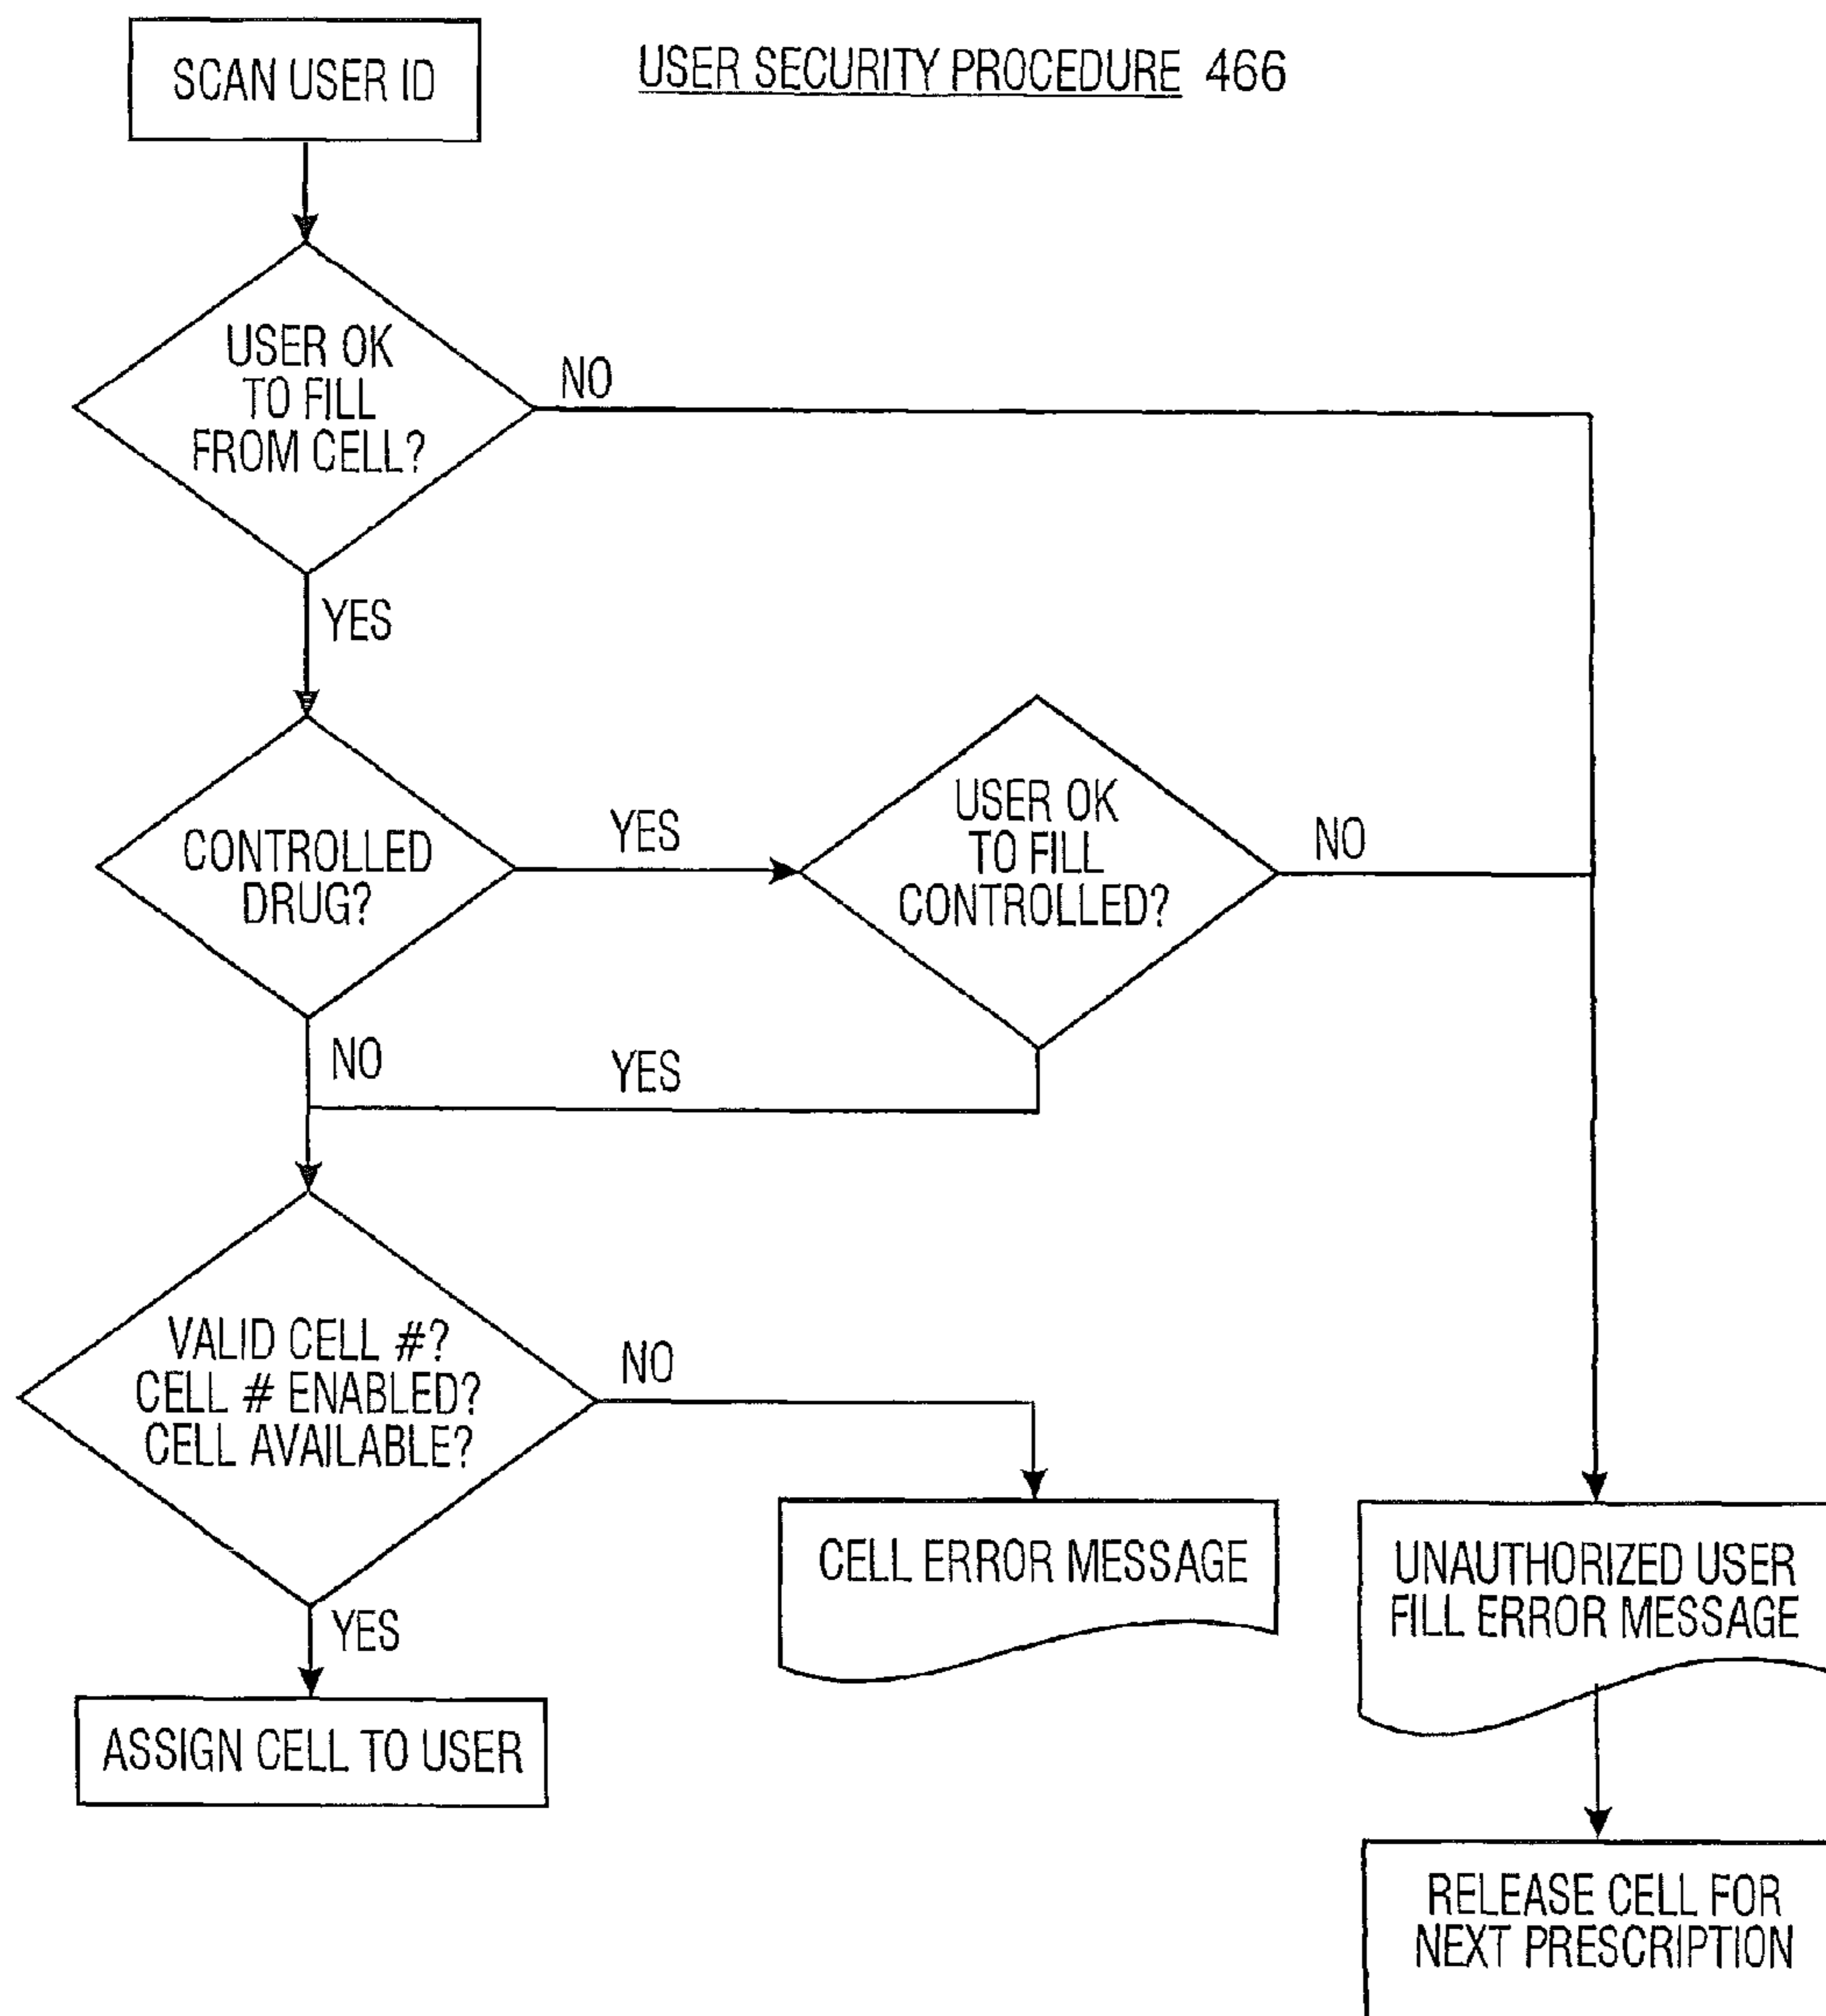 SCAN USER ID
USER SECURITY PROCEDURE 466
USER OK
TO FILL
FROM CELL?
NO
YES
CONTROLLED
DRUG?
YES
USER OK
TO FILL
CONTROLLED?
NO
NO
YES
VALID CELL #?
CELL # ENABLED?
CELL AVAILABLE?
NO
CELL ERROR MESSAGE
UNAUTHORIZED USER
FILL ERROR MESSAGE
YES
ASSIGN CELL TO USER
RELEASE CELL FOR
NEXT PRESCRIPTION